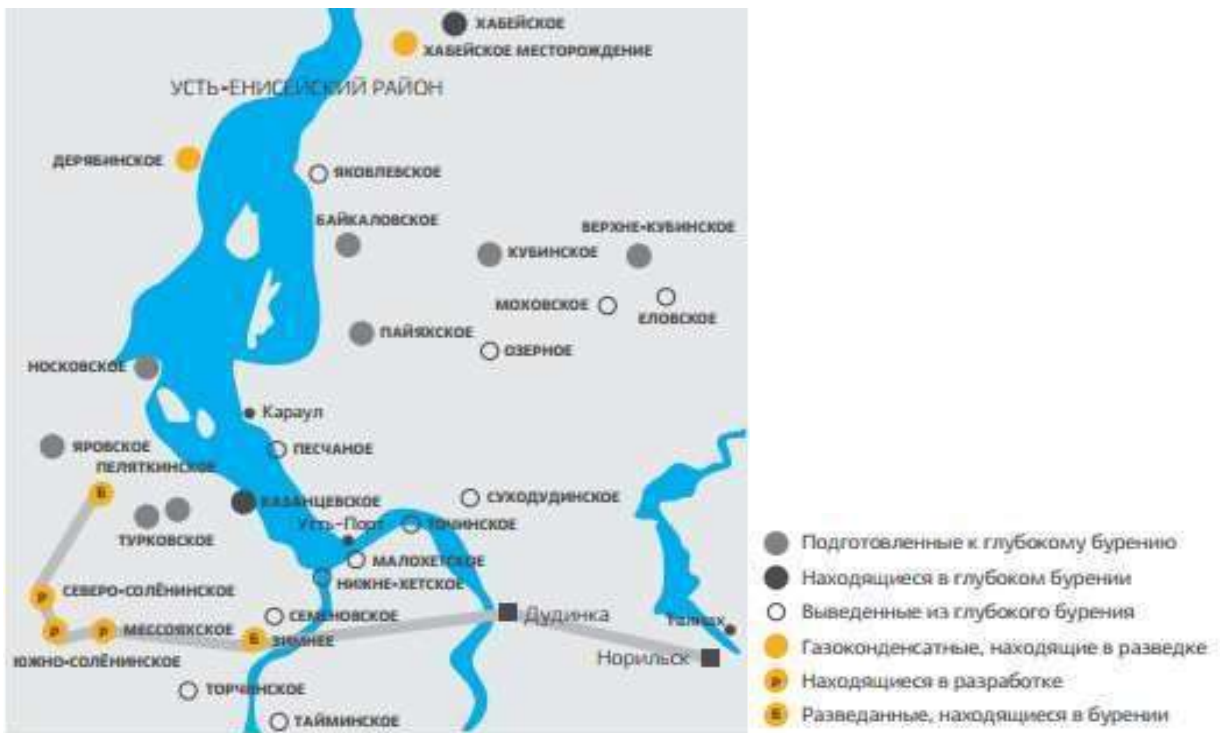 ХАБЕЙСКОЕ
ХАБЕЙСКОЕ МЕСТОРОЖДЕНИЕ
УСТЬ-ЕНИСЕЙСКИЙ РАЙОН
ДЕРЯБИНСКОЕ
ЯКОВЛЕВСКОЕ
БАЙКАЛОВСКОЕ
ВЕРХНЕ-КУБИНСКОЕ
КУБИНСКОЕ
МОХОВСКОЕ
ЕЛОВСКОЕ
ПАЙЯХСКОЕ
ОЗЕРНОЕ
НОСКОВСКОЕ
Караул
ЯРОВСКОЕ
ПЕСЧАНОЕ
ПЕЛЯТКИНСКОЕ
Б
КАЗАНЦЕВСКОЕ
СУХОДУДИНСКОЕ
Усть-Порт
ТОЧИНСКОЕ
ТУРКОВСКОЕ
МАЛОХЕТСКОЕ
НИЖНЕ-ХЕТСКОЕ
Р
СЕВЕРО-СОЛЁНИНСКОЕ
СЕМЕНОВСКОЕ
Дудинка
Талнах
Р
Р
МЕССОЯХСКОЕ
Б
ЗИМНЕЕ
ЮЖНО-СОЛЁНИНСКОЕ
Норильск
ТОРЧИНСКОЕ
ТАЙМИНСКОЕ
Подготовленные к глубокому бурению
Находящиеся в глубоком бурении
Выведенные из глубокого бурения
Газоконденсатные, находящие в разведке
Р Находящиеся в разработке
Б Разведанные, находящиеся в бурении